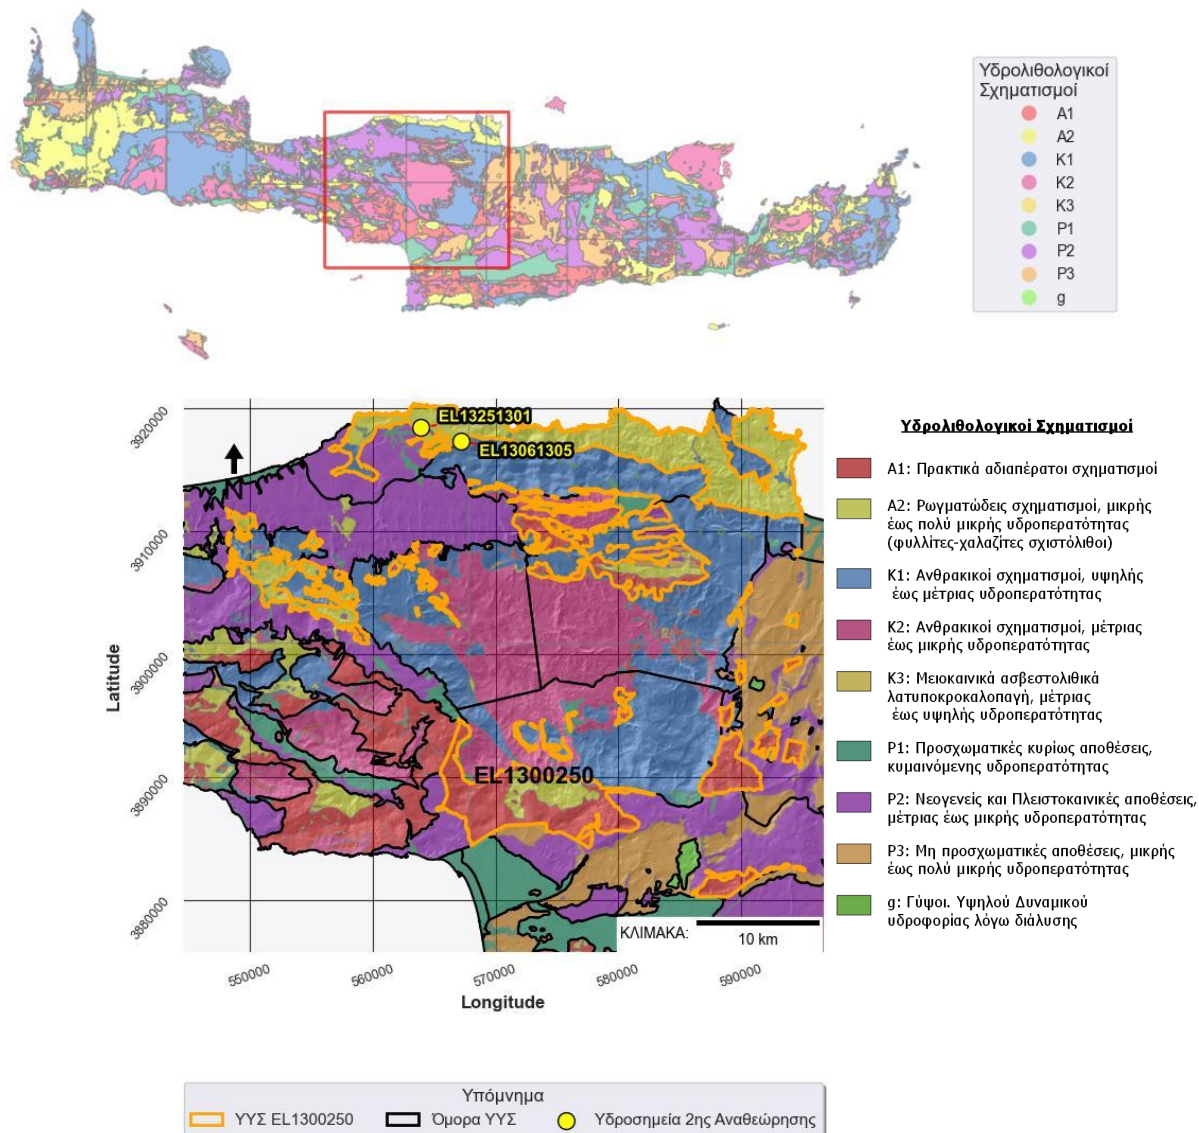 Υδρολιθολογικοί
Σχηματισμοί
A1
A2
K1
K2
K3
P1
P2
P3
g
3920000
3910000
3900000
3890000
3880000
Latitude
EL13251301
EL13061305
EL1300250
ΚΛΙΜΑΚΑ:
10 km
550000
560000
570000
580000
590000
Longitude
Υδρολιθολογικοί Σχηματισμοί
A1: Πρακτικά αδιαπέρατοι σχηματισμοί
A2: Ρωγματώδεις σχηματισμοί, μικρής
έως πολύ μικρής υδροπερατότητας
(φυλλίτες-χαλαζίτες σχιστόλιθοι)
K1: Ανθρακικοί σχηματισμοί, υψηλής
έως μέτριας υδροπερατότητας
K2: Ανθρακικοί σχηματισμοί, μέτριας
έως μικρής υδροπερατότητας
K3: Μειοκαινικά ασβεστολιθικά
λατυποκροκαλοπαγή, μέτριας
έως υψηλής υδροπερατότητας
P1: Προσχωματικές κυρίως αποθέσεις,
κυμαινόμενης υδροπερατότητας
P2: Νεογενείς και Πλειστοκαινικές αποθέσεις,
μέτριας έως μικρής υδροπερατότητας
P3: Μη προσχωματικές αποθέσεις, μικρής
έως πολύ μικρής υδροπερατότητας
g: Γύψοι. Υψηλού Δυναμικού
υδροφορίας λόγω διάλυσης
Υπόμνημα
ΥΥΣ EL1300250
Όμορα ΥΥΣ
Υδροσημεία 2ης Αναθεώρησης